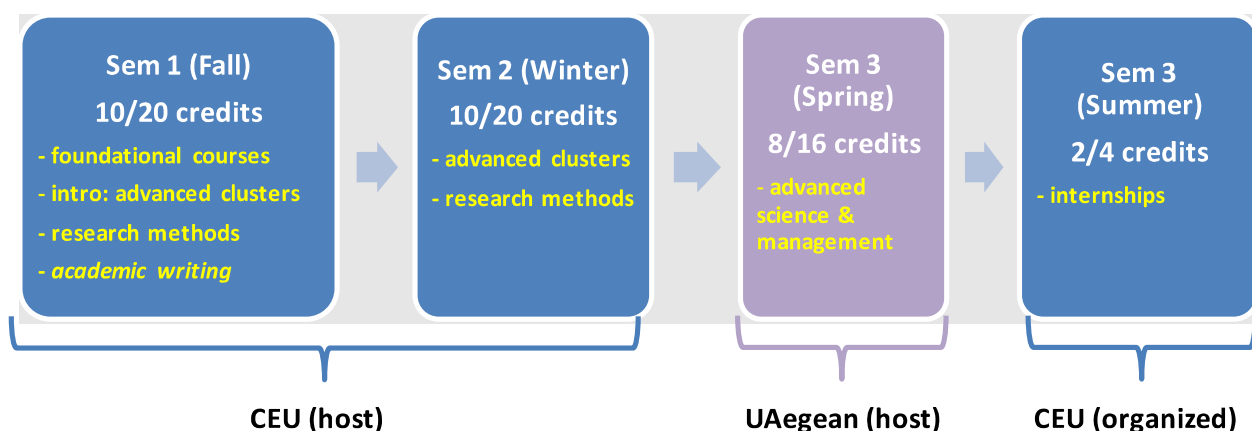 Sem 1 (Fall)
10/20 credits
- foundational courses
- intro: advanced clusters
- research methods
- academic writing
Sem 2 (Winter)
10/20 credits
- advanced clusters
- research methods
Sem 3
(Spring)
8/16 credits
- advanced
science &
management
Sem 3
(Summer)
2/4 credits
- internships
CEU (host)
UAegean (host)
CEU (organized)